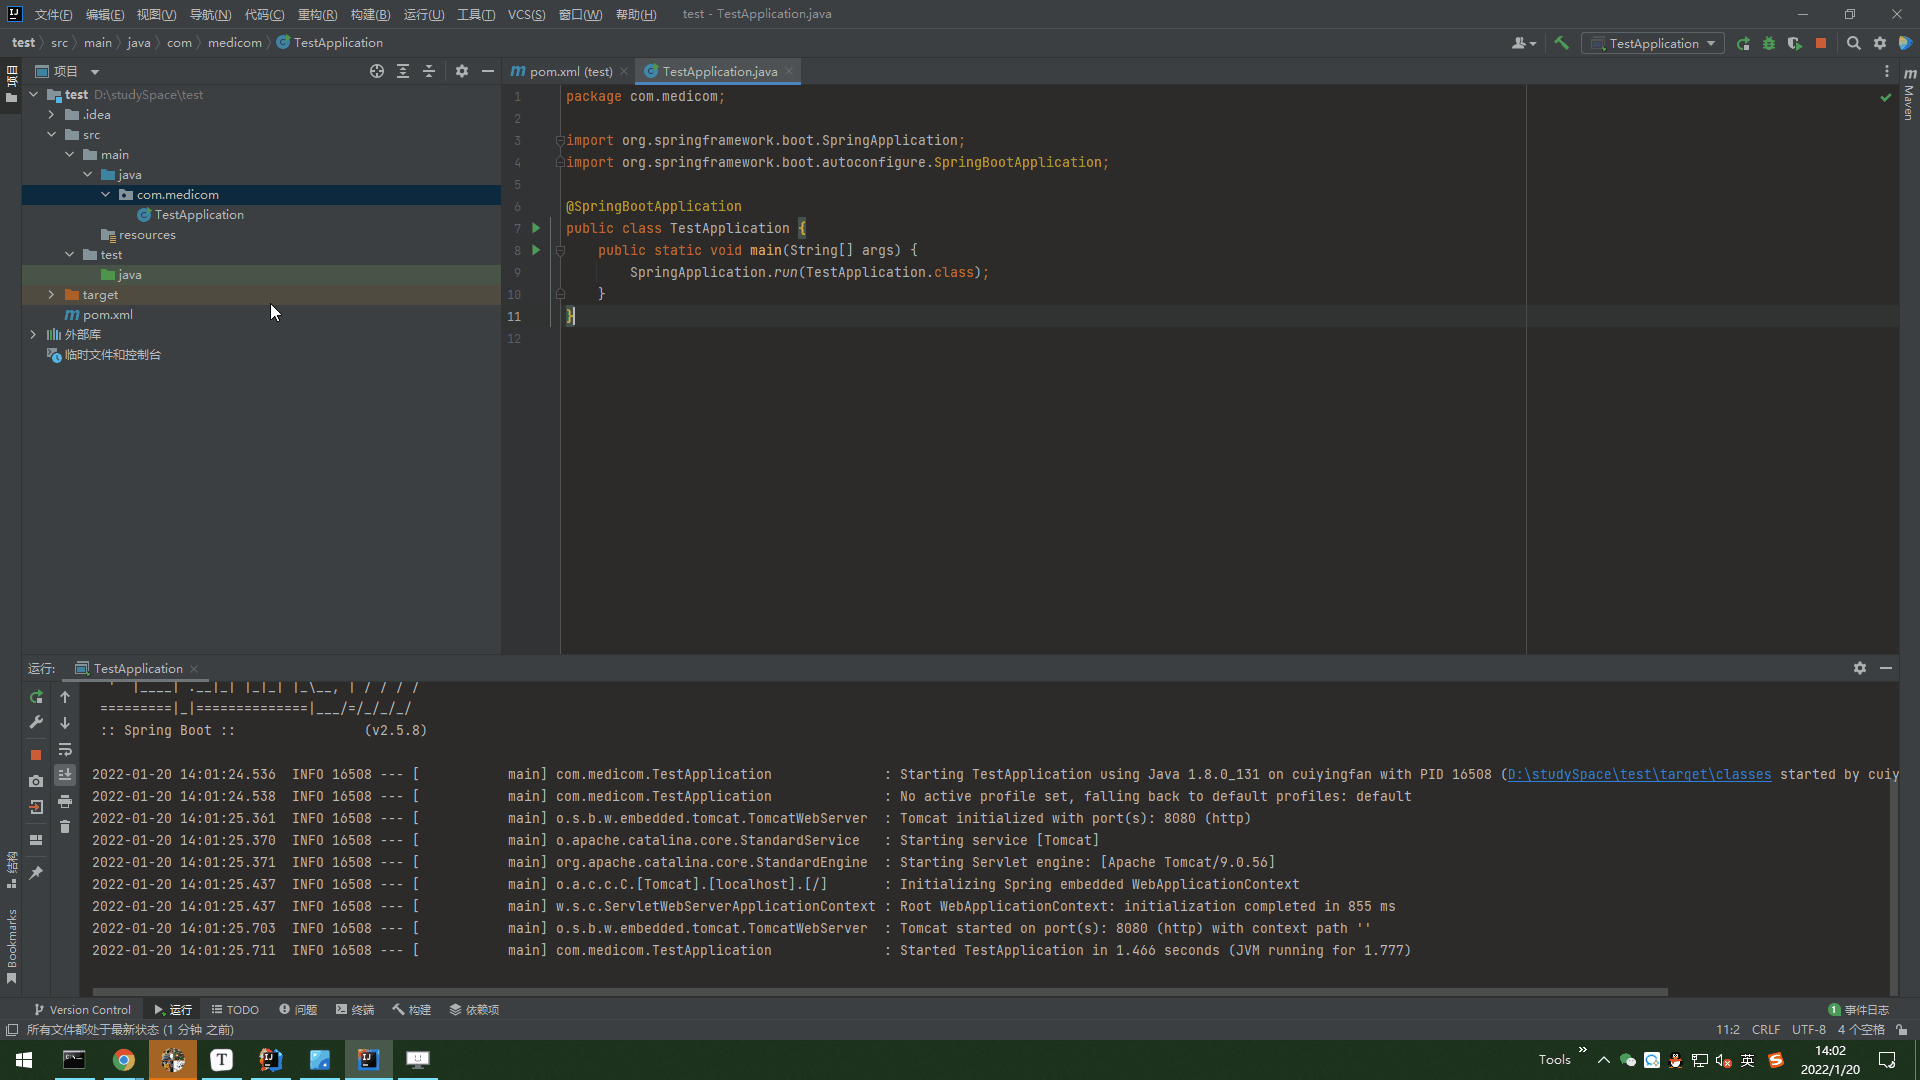 文件(F) 编辑(E) 视图(V) 导航(N) 代码(C) 重构(R) 构建(B) 运行(U) 工具(T) VCS(S) 窗口(W) 帮助(H) test - TestApplication.java
test src main java com medicom TestApplication
TestApplication
项目
项目
pom.xml (test)
TestApplication.java
Maven
test D:\studySpace\test
.idea
src
main
java
com.medicom
TestApplication
resources
test
java
target
pom.xml
外部库
临时文件和控制台
1 package com.medicom;
2
3 import org.springframework.boot.SpringApplication;
4 import org.springframework.boot.autoconfigure.SpringBootApplication;
5
6 @SpringBootApplication
7 public class TestApplication {
8 public static void main(String[] args) {
9 SpringApplication.run(TestApplication.class);
10 }
11 }
12
运行: TestApplication
' |____| .__|_| |_|_| |_\__, | / / / /
=========|_|==============|___/=/_/_/_/
:: Spring Boot :: (v2.5.8)
2022-01-20 14:01:24.536 INFO 16508 --- [ main] com.medicom.TestApplication : Starting TestApplication using Java 1.8.0_131 on cuiyingfan with PID 16508 (D:\studySpace\test\target\classes started by cuiy
2022-01-20 14:01:24.538 INFO 16508 --- [ main] com.medicom.TestApplication : No active profile set, falling back to default profiles: default
2022-01-20 14:01:25.361 INFO 16508 --- [ main] o.s.b.w.embedded.tomcat.TomcatWebServer : Tomcat initialized with port(s): 8080 (http)
2022-01-20 14:01:25.370 INFO 16508 --- [ main] o.apache.catalina.core.StandardService : Starting service [Tomcat]
2022-01-20 14:01:25.371 INFO 16508 --- [ main] org.apache.catalina.core.StandardEngine : Starting Servlet engine: [Apache Tomcat/9.0.56]
2022-01-20 14:01:25.437 INFO 16508 --- [ main] o.a.c.c.C.[Tomcat].[localhost].[/] : Initializing Spring embedded WebApplicationContext
2022-01-20 14:01:25.437 INFO 16508 --- [ main] w.s.c.ServletWebServerApplicationContext : Root WebApplicationContext: initialization completed in 855 ms
2022-01-20 14:01:25.703 INFO 16508 --- [ main] o.s.b.w.embedded.tomcat.TomcatWebServer : Tomcat started on port(s): 8080 (http) with context path ''
2022-01-20 14:01:25.711 INFO 16508 --- [ main] com.medicom.TestApplication : Started TestApplication in 1.466 seconds (JVM running for 1.777)
结构
Bookmarks
Version Control 运行 TODO 问题 终端 构建 依赖项 1 事件日志
所有文件都处于最新状态 (1 分钟 之前) 11:2 CRLF UTF-8 4 个空格
Tools 英
14:02
2022/1/20